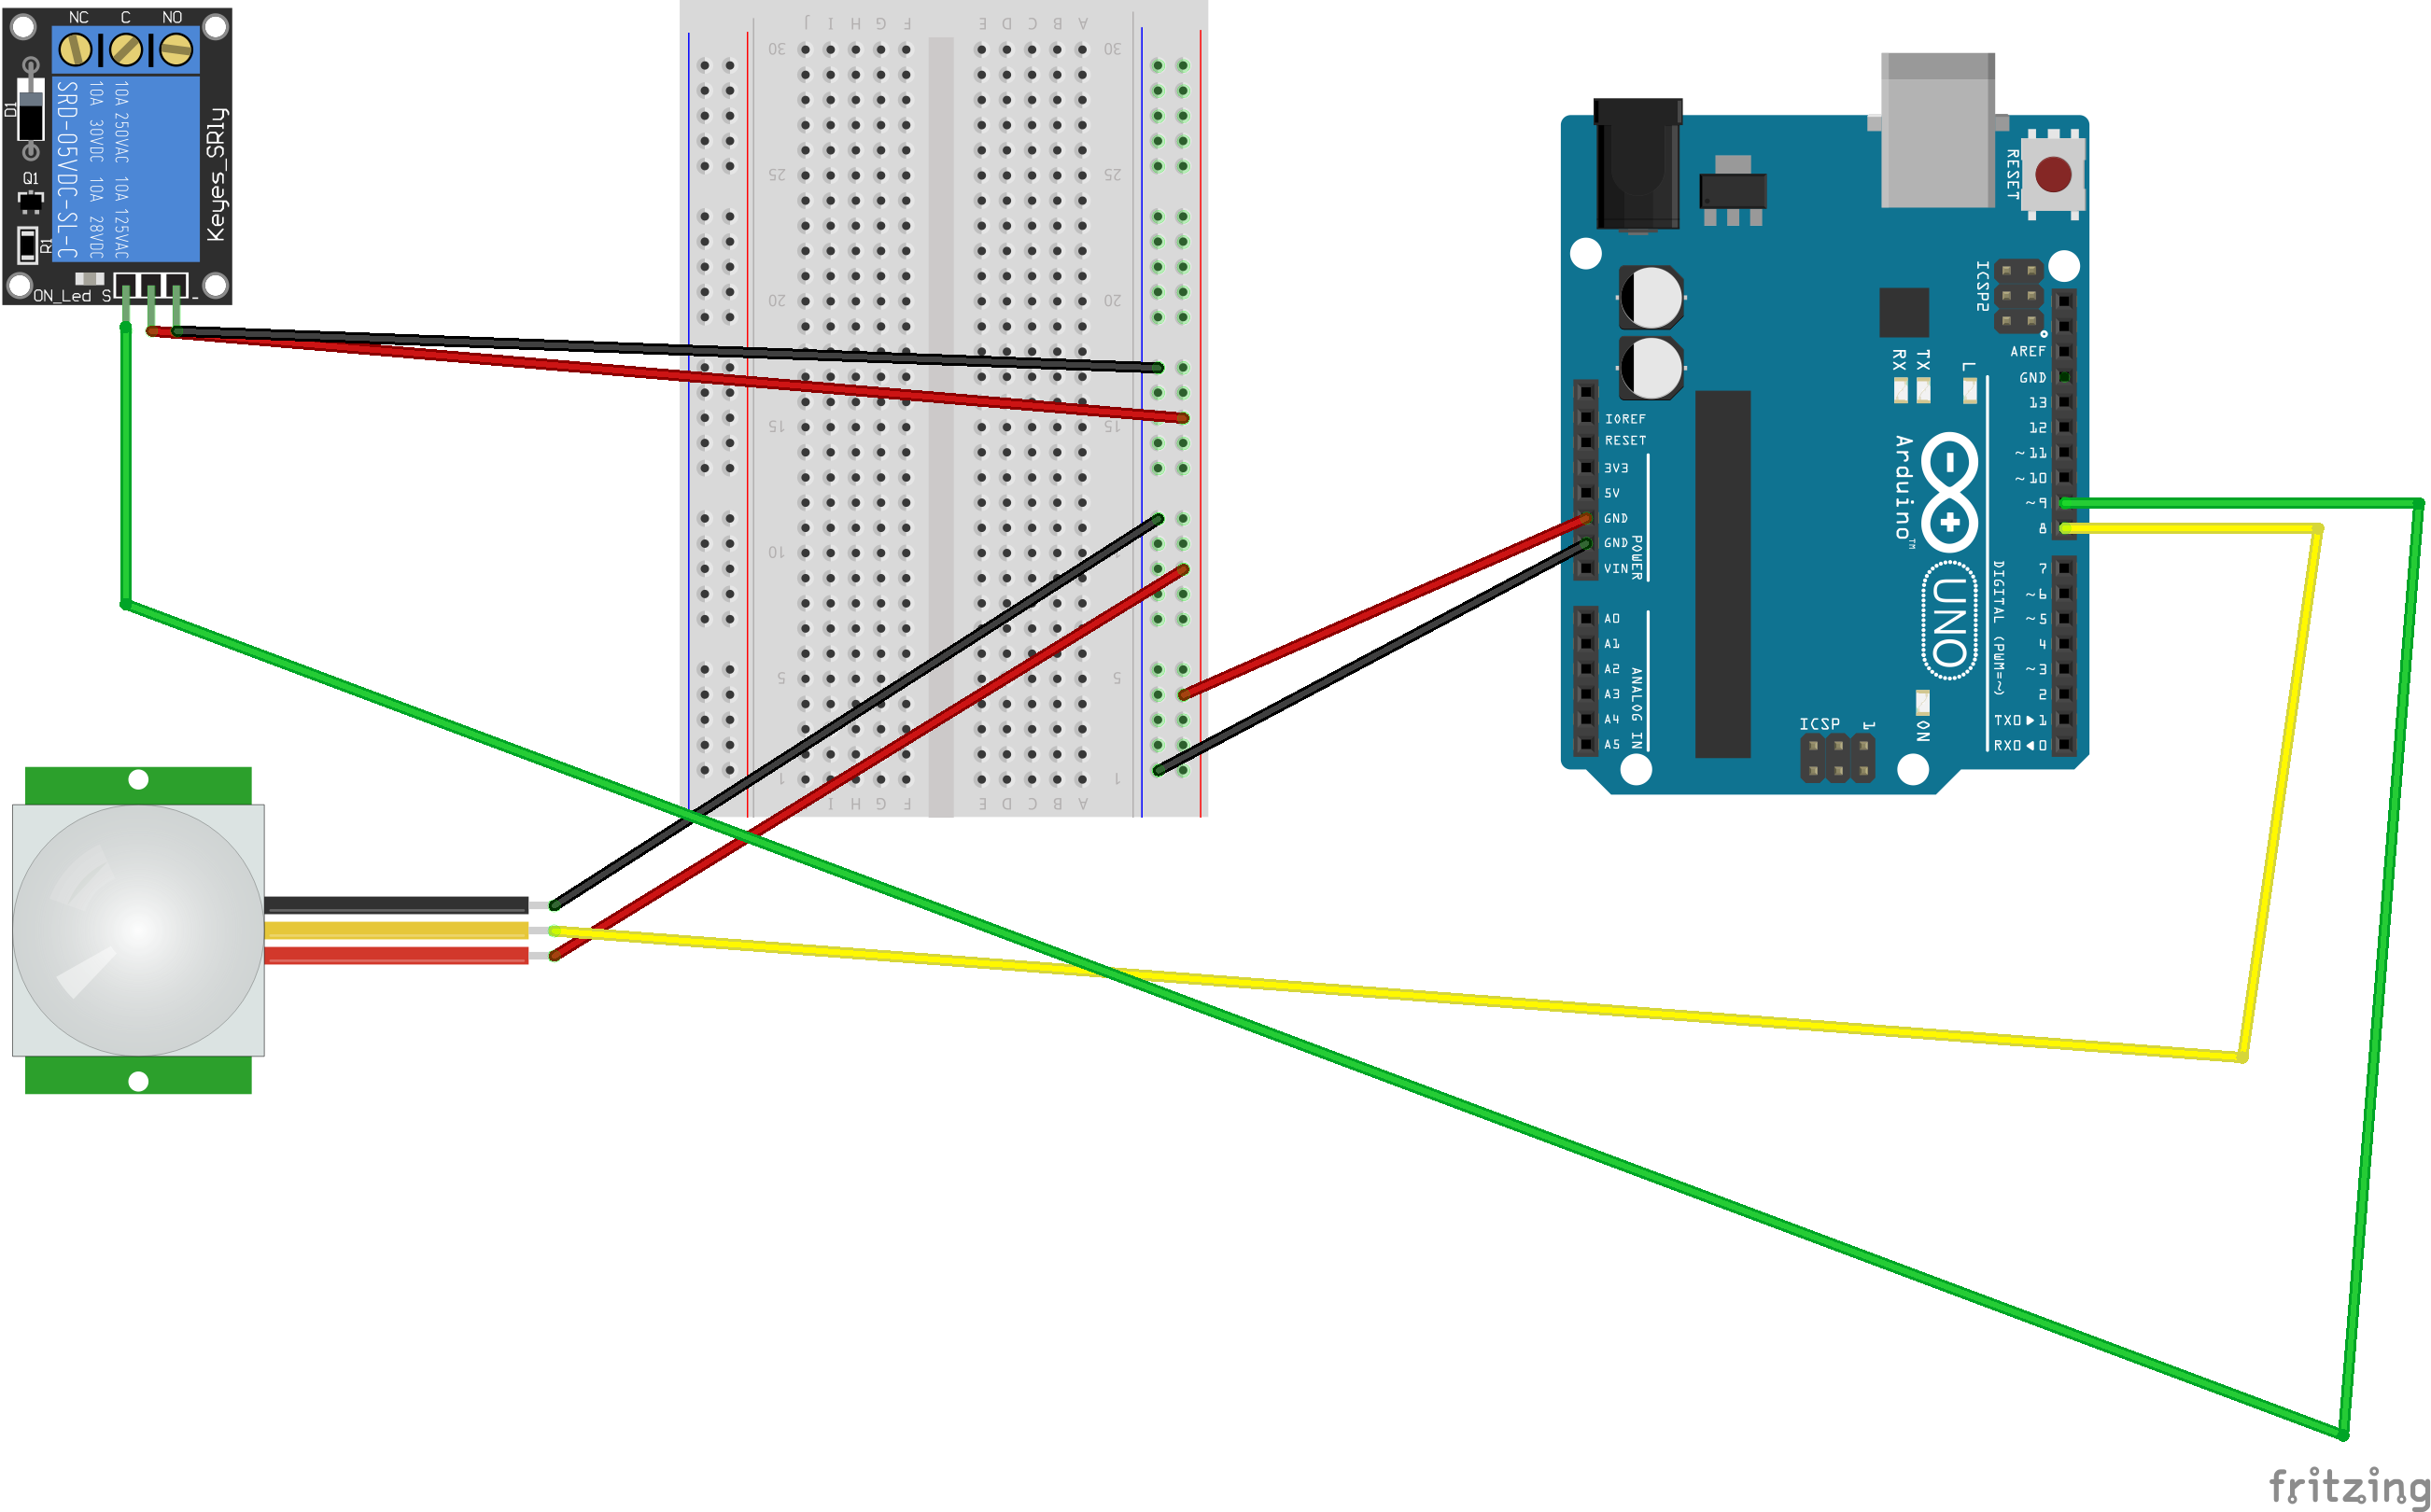 NC C NO
D1
SRD-05VDC-SL-C
10A 30VDC 10A 28VDC
10A 250VAC 10A 125VAC
Keyes_SRly
Q1
R1
ON_Led S -
J I H G F E D C B A
30 30
25 25
20 20
15 15
10 10
5 5
1 1
I H G F E D C B A
RESET
ICSP2
AREF
GND
13
12
~11
~10
~9
8
7
~6
~5
4
~3
2
TX0▶1
RX0◀0
RX
TX
L
IOREF
RESET
3V3
5V
GND
GND
VIN
POWER
A0
A1
A2
A3
A4
A5
ANALOG IN
Arduino™
UNO
DIGITAL (PWM=~)
ICSP 1
ON
fritzing